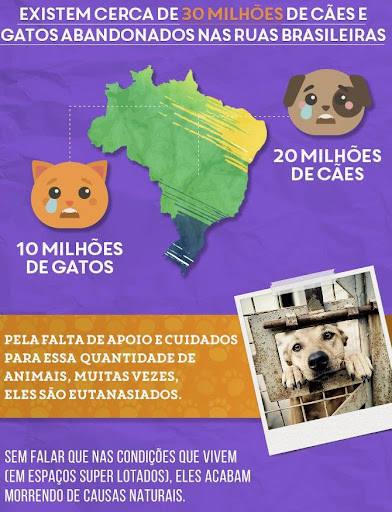 EXISTEM CERCA DE 30 MILHÕES DE CÃES E
GATOS ABANDONADOS NAS RUAS BRASILEIRAS
20 MILHÕES
DE CÃES
10 MILHÕES
DE GATOS
PELA FALTA DE APOIO E CUIDADOS
PARA ESSA QUANTIDADE DE
ANIMAIS, MUITAS VEZES,
ELES SÃO EUTANASIADOS.
SEM FALAR QUE NAS CONDIÇÕES QUE VIVEM
(EM ESPAÇOS SUPER LOTADOS), ELES ACABAM
MORRENDO DE CAUSAS NATURAIS.